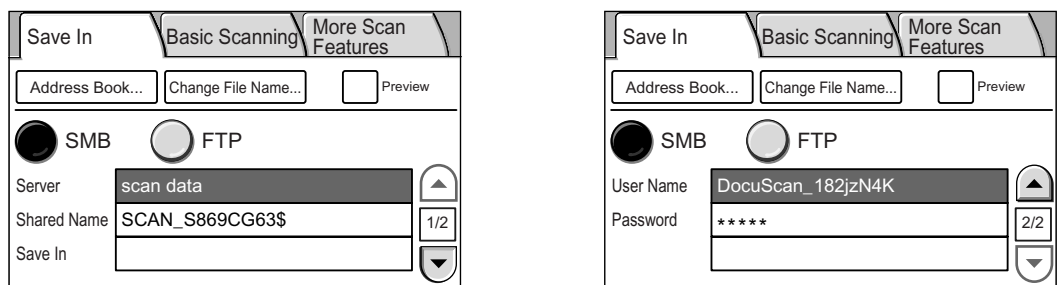 Save In Basic Scanning More Scan Features
Address Book... Change File Name... Preview
SMB FTP
Server scan data
Shared Name SCAN_S869CG63$ 1/2
Save In
Save In Basic Scanning More Scan Features
Address Book... Change File Name... Preview
SMB FTP
User Name DocuScan_182jzN4K
Password ***** 2/2